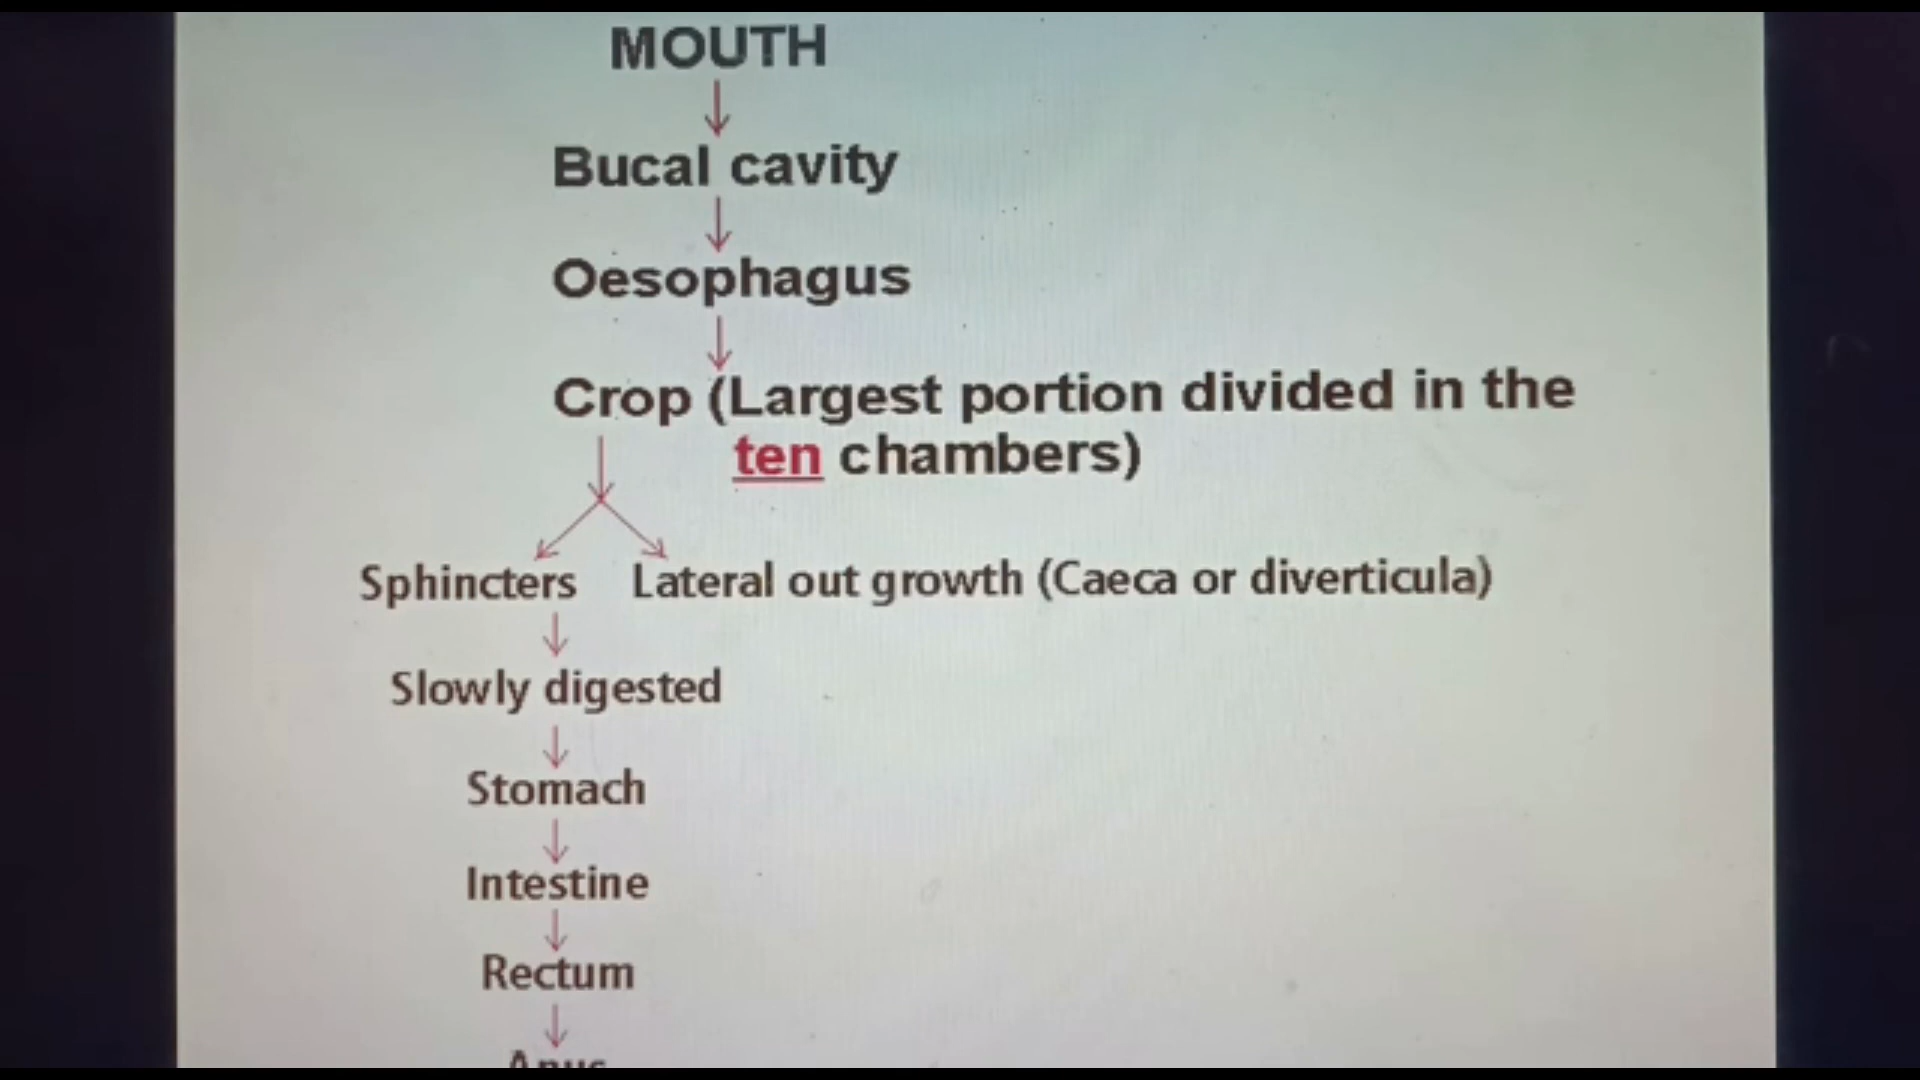 MOUTH
Bucal cavity
Oesophagus
Crop (Largest portion divided in the
ten chambers)
Sphincters Lateral out growth (Caeca or diverticula)
Slowly digested
Stomach
Intestine
Rectum
Anus